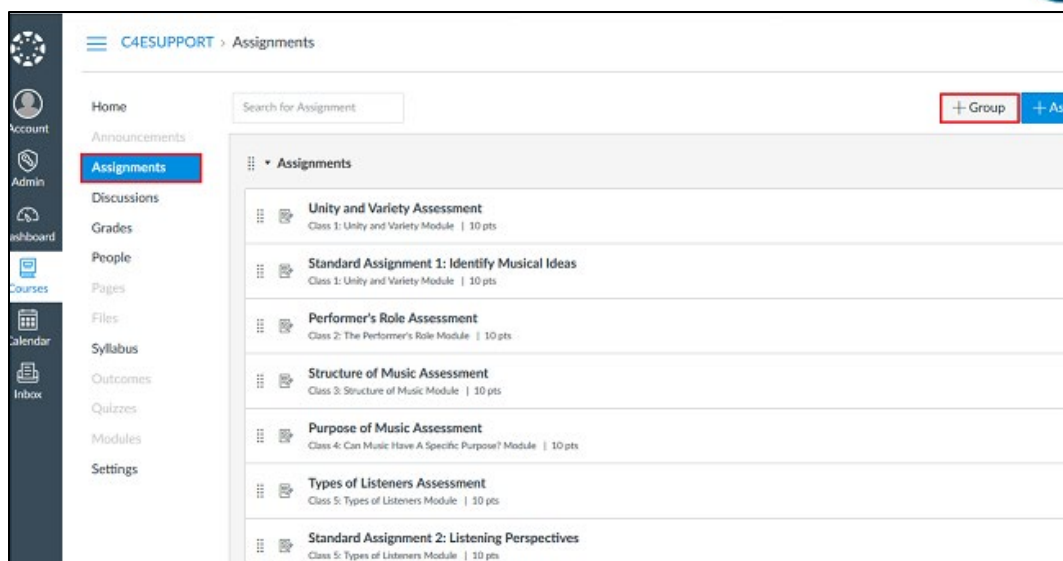 C4ESUPPORT > Assignments
Account
Admin
ashboard
Courses
Calendar
Inbox
Home
Announcements
Assignments
Discussions
Grades
People
Pages
Files
Syllabus
Outcomes
Quizzes
Modules
Settings
Search for Assignment
+ Group
+ As
Assignments
Unity and Variety Assessment
Class 1: Unity and Variety Module | 10 pts
Standard Assignment 1: Identify Musical Ideas
Class 1: Unity and Variety Module | 10 pts
Performer's Role Assessment
Class 2: The Performer's Role Module | 10 pts
Structure of Music Assessment
Class 3: Structure of Music Module | 10 pts
Purpose of Music Assessment
Class 4: Can Music Have A Specific Purpose? Module | 10 pts
Types of Listeners Assessment
Class 5: Types of Listeners Module | 10 pts
Standard Assignment 2: Listening Perspectives
Class 5: Types of Listeners Module | 10 pts